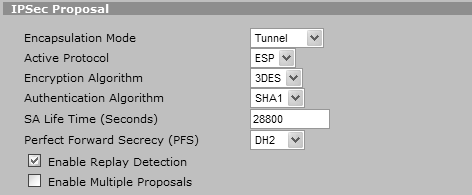 IPSec Proposal
Encapsulation Mode Tunnel
Active Protocol ESP
Encryption Algorithm 3DES
Authentication Algorithm SHA1
SA Life Time (Seconds) 28800
Perfect Forward Secrecy (PFS) DH2
Enable Replay Detection
Enable Multiple Proposals